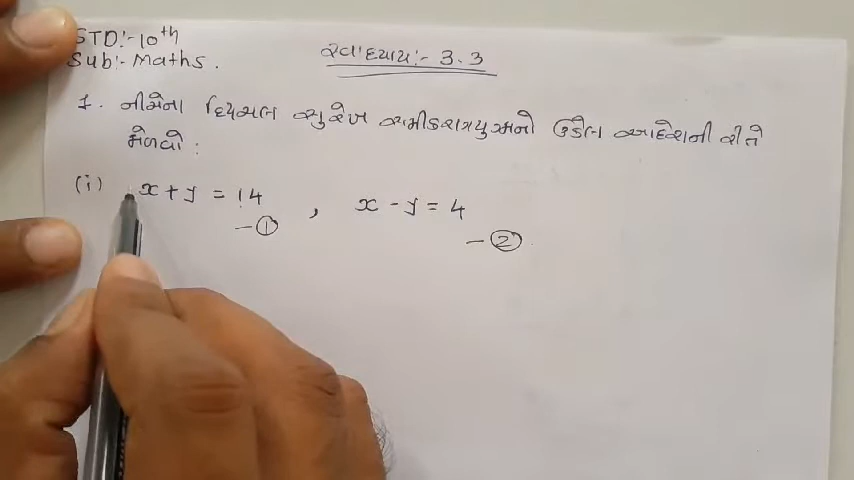 STD:- 10th
Sub:- Maths.
સ્વાધ્યાય:- 3.3
1. નીચેના દ્વિચલ સુરેખ સમીકરણયુગ્મનો ઉકેલ આદેશની રીતે
મેળવો:
(i) x + y = 14 , x - y = 4
- ① - ②